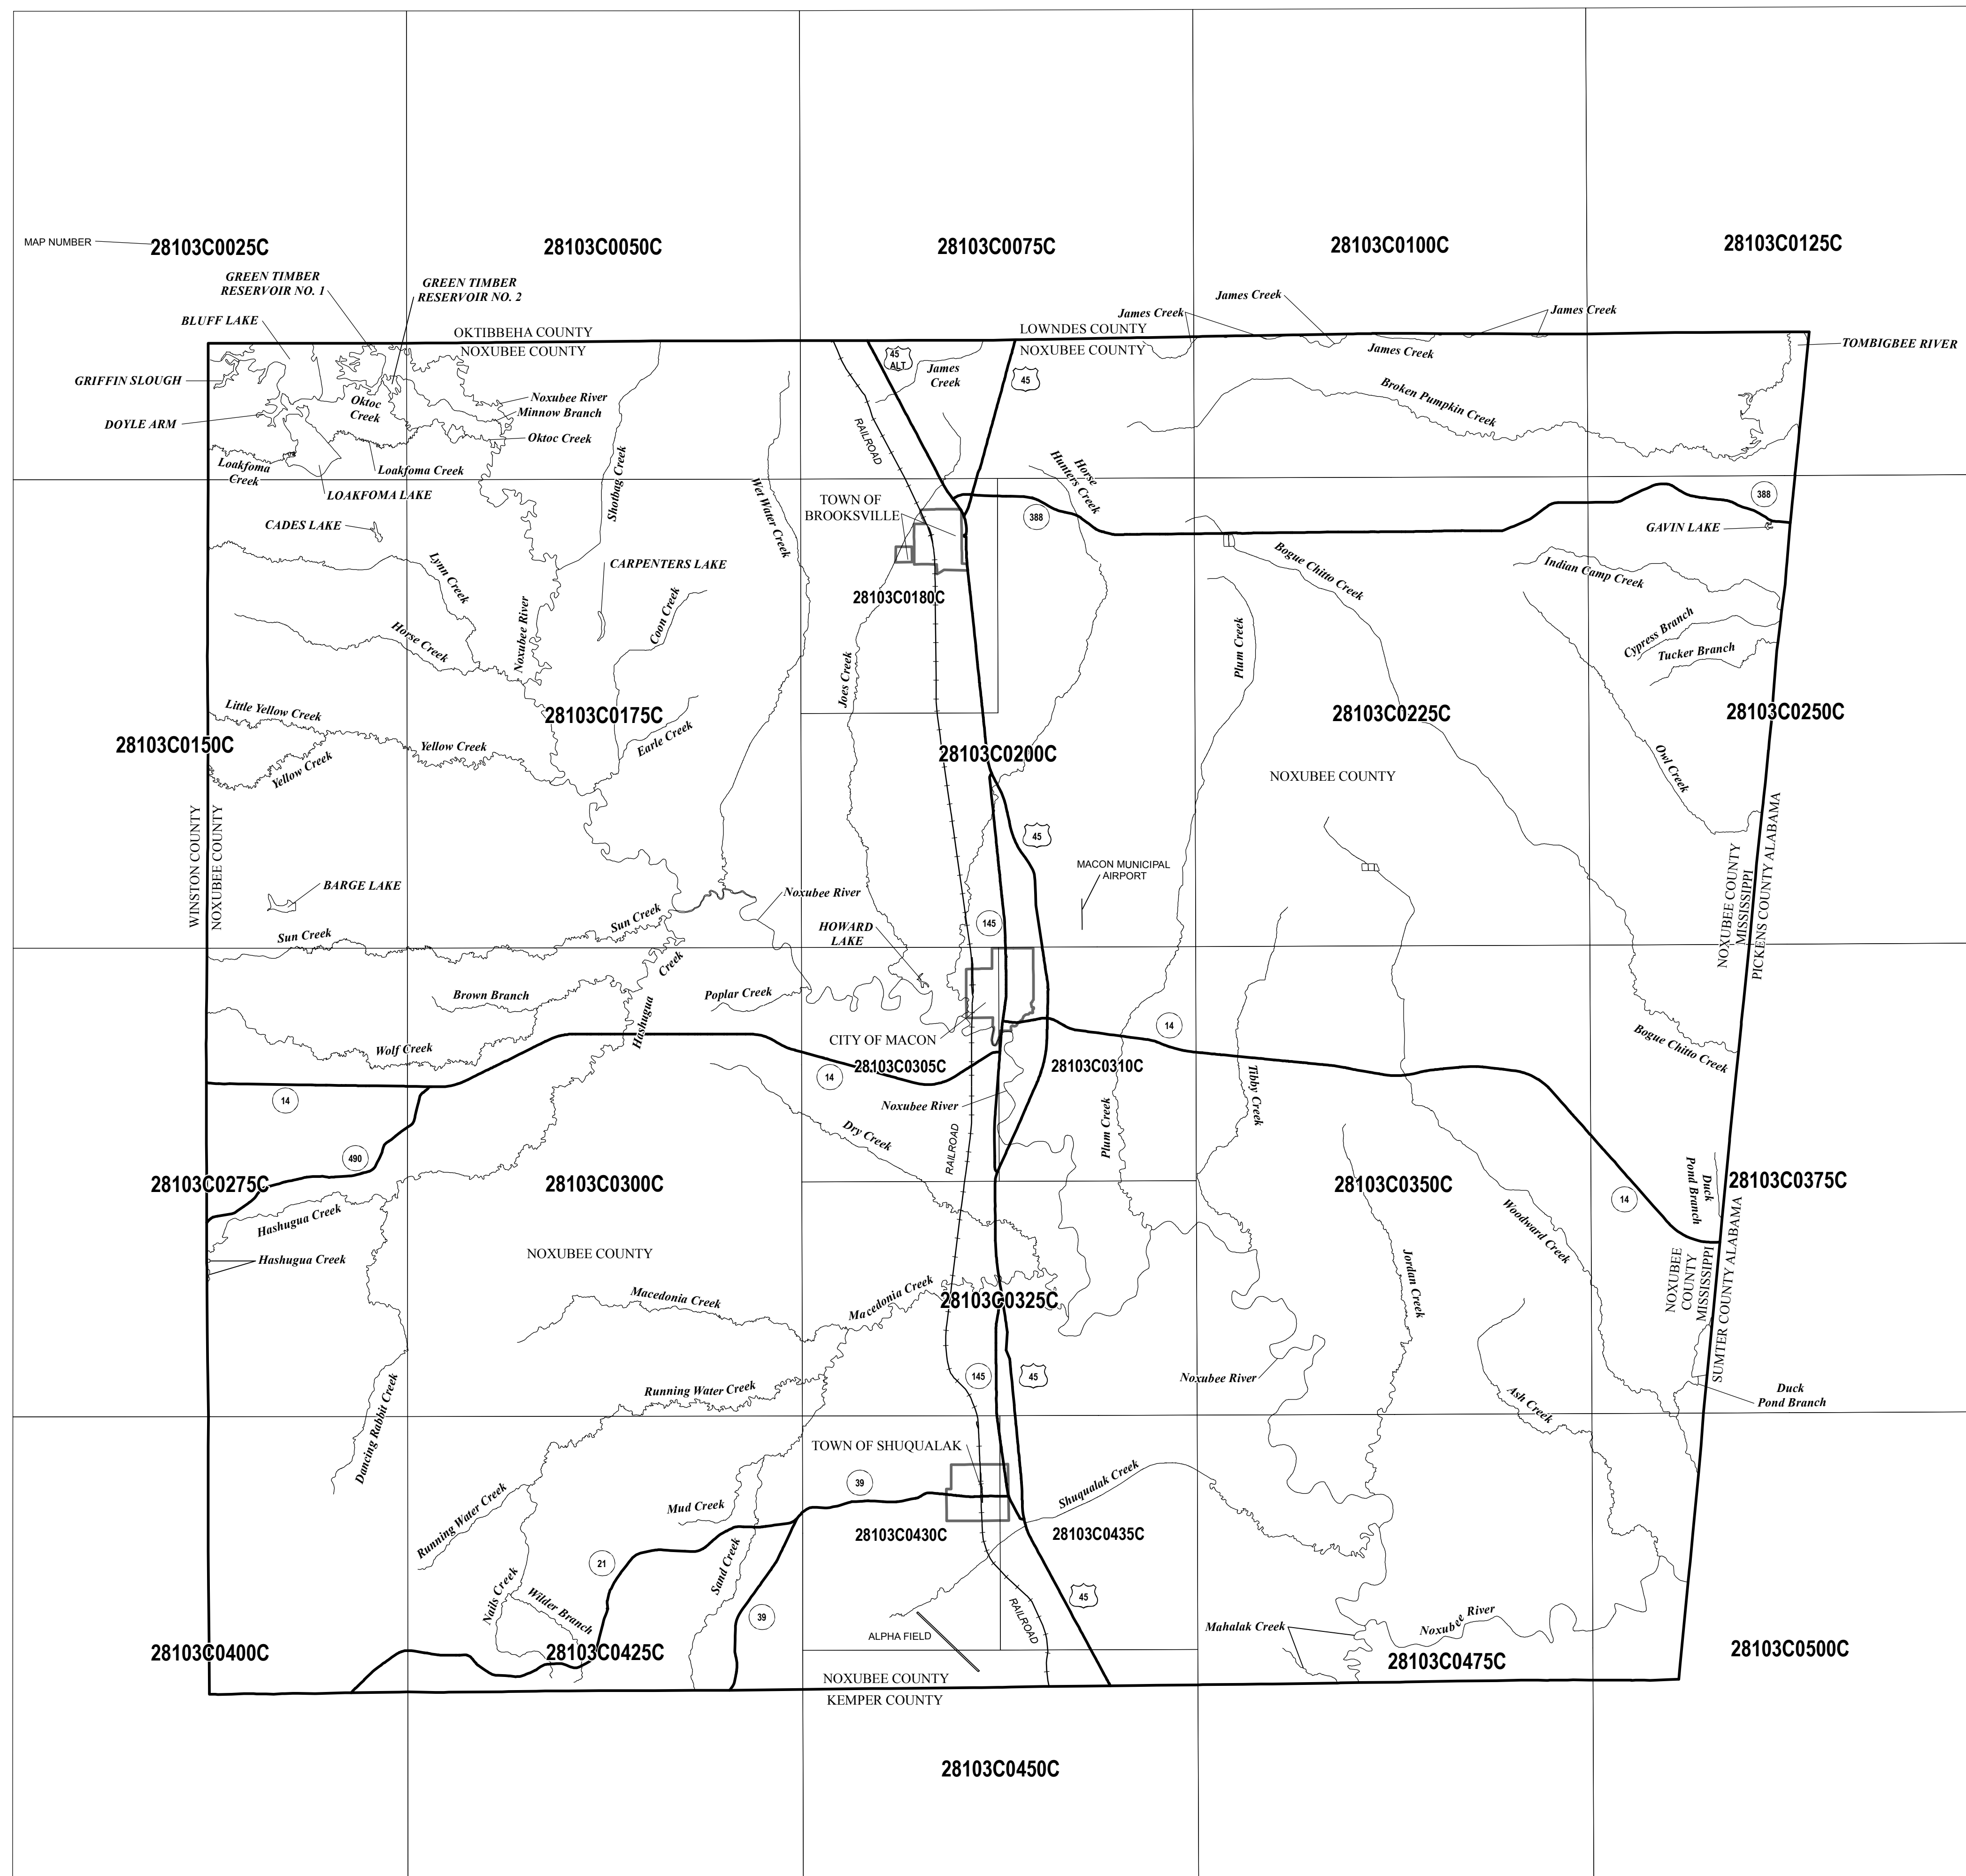 MAP NUMBER
28103C0025C
28103C0050C
28103C0075C
28103C0100C
28103C0125C
GREEN TIMBER
RESERVOIR NO. 1
GREEN TIMBER
RESERVOIR NO. 2
BLUFF LAKE
OKTIBBEHA COUNTY
NOXUBEE COUNTY
LOWNDES COUNTY
NOXUBEE COUNTY
James Creek
James Creek
James Creek
James Creek
TOMBIGBEE RIVER
GRIFFIN SLOUGH
DOYLE ARM
Oktoc
Creek
Noxubee River
Minnow Branch
Oktoc Creek
Loakfoma
Creek
Loakfoma Creek
LOAKFOMA LAKE
45
ALT
James
Creek
45
RAILROAD
Broken Pumpkin Creek
Shotbag Creek
Wet Water Creek
Horse
Hunters Creek
TOWN OF
BROOKSVILLE
388
388
GAVIN LAKE
CADES LAKE
Lynn Creek
CARPENTERS LAKE
Coon Creek
28103C0180C
Bogue Chitto Creek
Indian Camp Creek
Cypress Branch
Tucker Branch
Horse Creek
Noxubee River
Joes Creek
Plum Creek
Little Yellow Creek
28103C0175C
28103C0225C
28103C0250C
28103C0150C
Yellow Creek
Yellow Creek
Earle Creek
28103C0200C
NOXUBEE COUNTY
Owl Creek
WINSTON COUNTY
NOXUBEE COUNTY
45
MACON MUNICIPAL
AIRPORT
NOXUBEE COUNTY
MISSISSIPPI
PICKENS COUNTY ALABAMA
BARGE LAKE
Noxubee River
Sun Creek
Sun Creek
HOWARD
LAKE
145
Brown Branch
Poplar Creek
Hashugua
Creek
Wolf Creek
CITY OF MACON
14
Bogue Chitto Creek
28103C0305C
28103C0310C
14
14
Noxubee River
Tibby Creek
490
Dry Creek
RAILROAD
Plum Creek
28103C0275C
28103C0300C
28103C0350C
28103C0375C
Duck
Pond Branch
14
Hashugua Creek
Hashugua Creek
NOXUBEE COUNTY
Woodward Creek
NOXUBEE
COUNTY
MISSISSIPPI
SUMTER COUNTY ALABAMA
Macedonia Creek
Macedonia Creek
28103C0325C
Jordan Creek
Running Water Creek
145
45
Noxubee River
Ash Creek
Duck
Pond Branch
Dancing Rabbit Creek
TOWN OF SHUQUALAK
Running Water Creek
Mud Creek
39
Shuqualak Creek
28103C0430C
28103C0435C
21
Sand Creek
Nails Creek
Wilder Branch
39
45
RAILROAD
ALPHA FIELD
Mahalak Creek
Noxubee River
28103C0400C
28103C0425C
28103C0475C
28103C0500C
NOXUBEE COUNTY
KEMPER COUNTY
28103C0450C